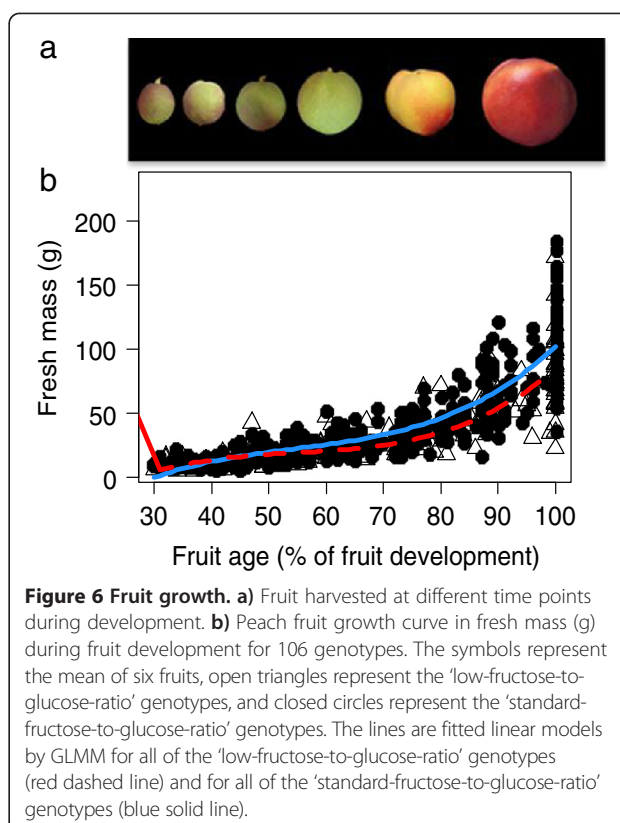 a
b
200
150
100
50
0
Fresh mass (g)
30 40 50 60 70 80 90 100
Fruit age (% of fruit development)
Figure 6 Fruit growth. a) Fruit harvested at different time points
during development. b) Peach fruit growth curve in fresh mass (g)
during fruit development for 106 genotypes. The symbols represent
the mean of six fruits, open triangles represent the ‘low-fructose-to-
glucose-ratio’ genotypes, and closed circles represent the ‘standard-
fructose-to-glucose-ratio’ genotypes. The lines are fitted linear models
by GLMM for all of the ‘low-fructose-to-glucose-ratio’ genotypes
(red dashed line) and for all of the ‘standard-fructose-to-glucose-ratio’
genotypes (blue solid line).